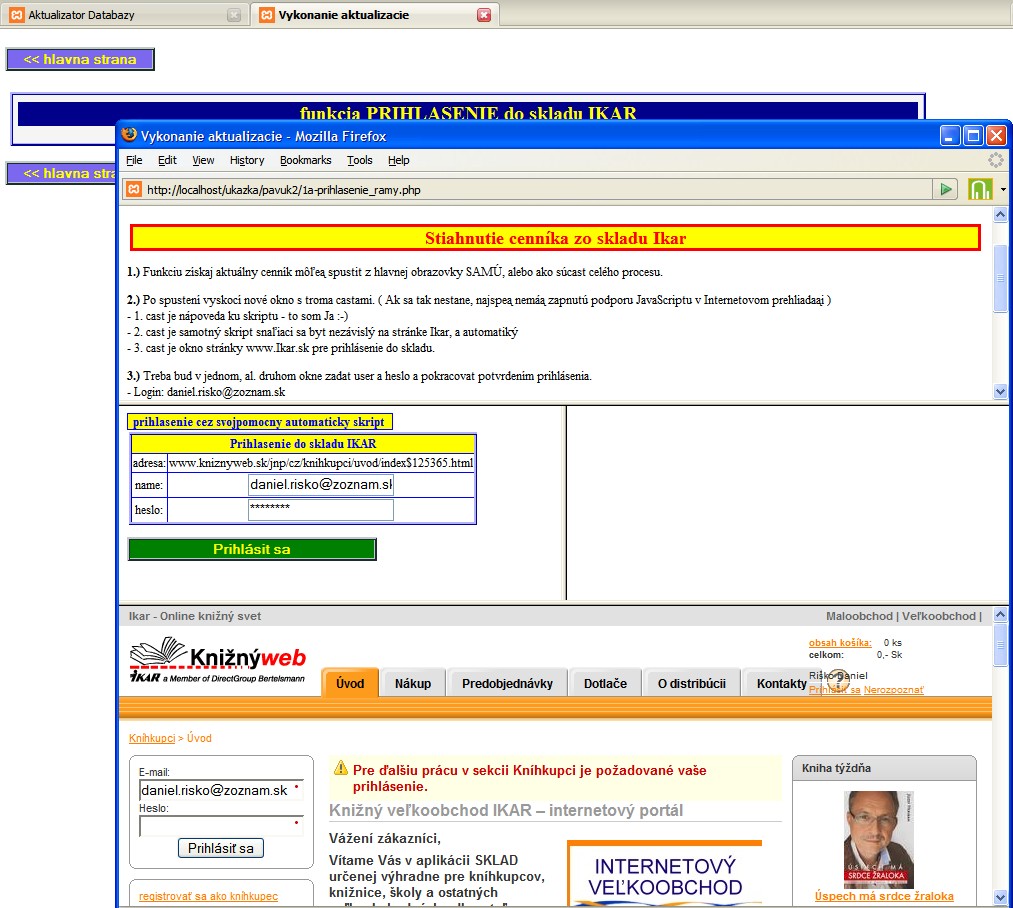 Aktualizator Databazy
Vykonanie aktualizacie
<< hlavna strana
funkcia PRIHLASENIE do skladu IKAR
<< hlavna stra
Vykonanie aktualizacie - Mozilla Firefox
File Edit View History Bookmarks Tools Help
http://localhost/ukazka/pavuk2/1a-prihlasenie_ramy.php
Stiahnutie cenníka zo skladu Ikar
1.) Funkciu získaj aktuálny cenník môľeą spustit z hlavnej obrazovky SAMÚ, alebo ako súcast celého procesu.
2.) Po spusteni vyskoci nové okno s troma castami. ( Ak sa tak nestane, najspeą nemáą zapnutú podporu JavaScriptu v Internetovom prehliadaąi )
- 1. cast je nápoveda ku skriptu - to som Ja :-)
- 2. cast je samotný skript snaľiaci sa byt nezávislý na stránke Ikar, a automatiký
- 3. cast je okno stránky www.Ikar.sk pre prihlásenie do skladu.
3.) Treba bud v jednom, al. druhom okne zadat user a heslo a pokracovat potvrdením prihlásenia.
- Login: daniel.risko@zoznam.sk
prihlasenie cez svojpomocny automaticky skript
Prihlasenie do skladu IKAR
adresa: www.kniznyweb.sk/jnp/cz/knihkupci/uvod/index$125365.html
name: daniel.risko@zoznam.sk
heslo: ********
Prihlásit sa
Ikar - Online knižný svet
Maloobchod | Veľkoobchod |
Knižnýweb
IKAR a Member of DirectGroup Bertelsmann
Úvod Nákup Predobjednávky Dotlače O distribúcii Kontakty ?
obsah košíka: 0 ks
celkom: 0,- Sk
Riško Daniel
Prihlásiť sa Nerozpoznať
Kníhkupci > Úvod
E-mail:
daniel.risko@zoznam.sk *
Heslo:
*
Prihlásiť sa
registrovať sa ako kníhkupec
Pre ďalšiu prácu v sekcii Kníhkupci je požadované vaše
prihlásenie.
Knižný veľkoobchod IKAR – internetový portál
Vážení zákazníci,
Vítame Vás v aplikácii SKLAD
určenej výhradne pre kníhkupcov,
knižnice, školy a ostatných
INTERNETOVÝ
VEĽKOOBCHOD
Kniha týždňa
ÚSPECH MÁ
SRDCE ŽRALOKA
Úspech má srdce žraloka